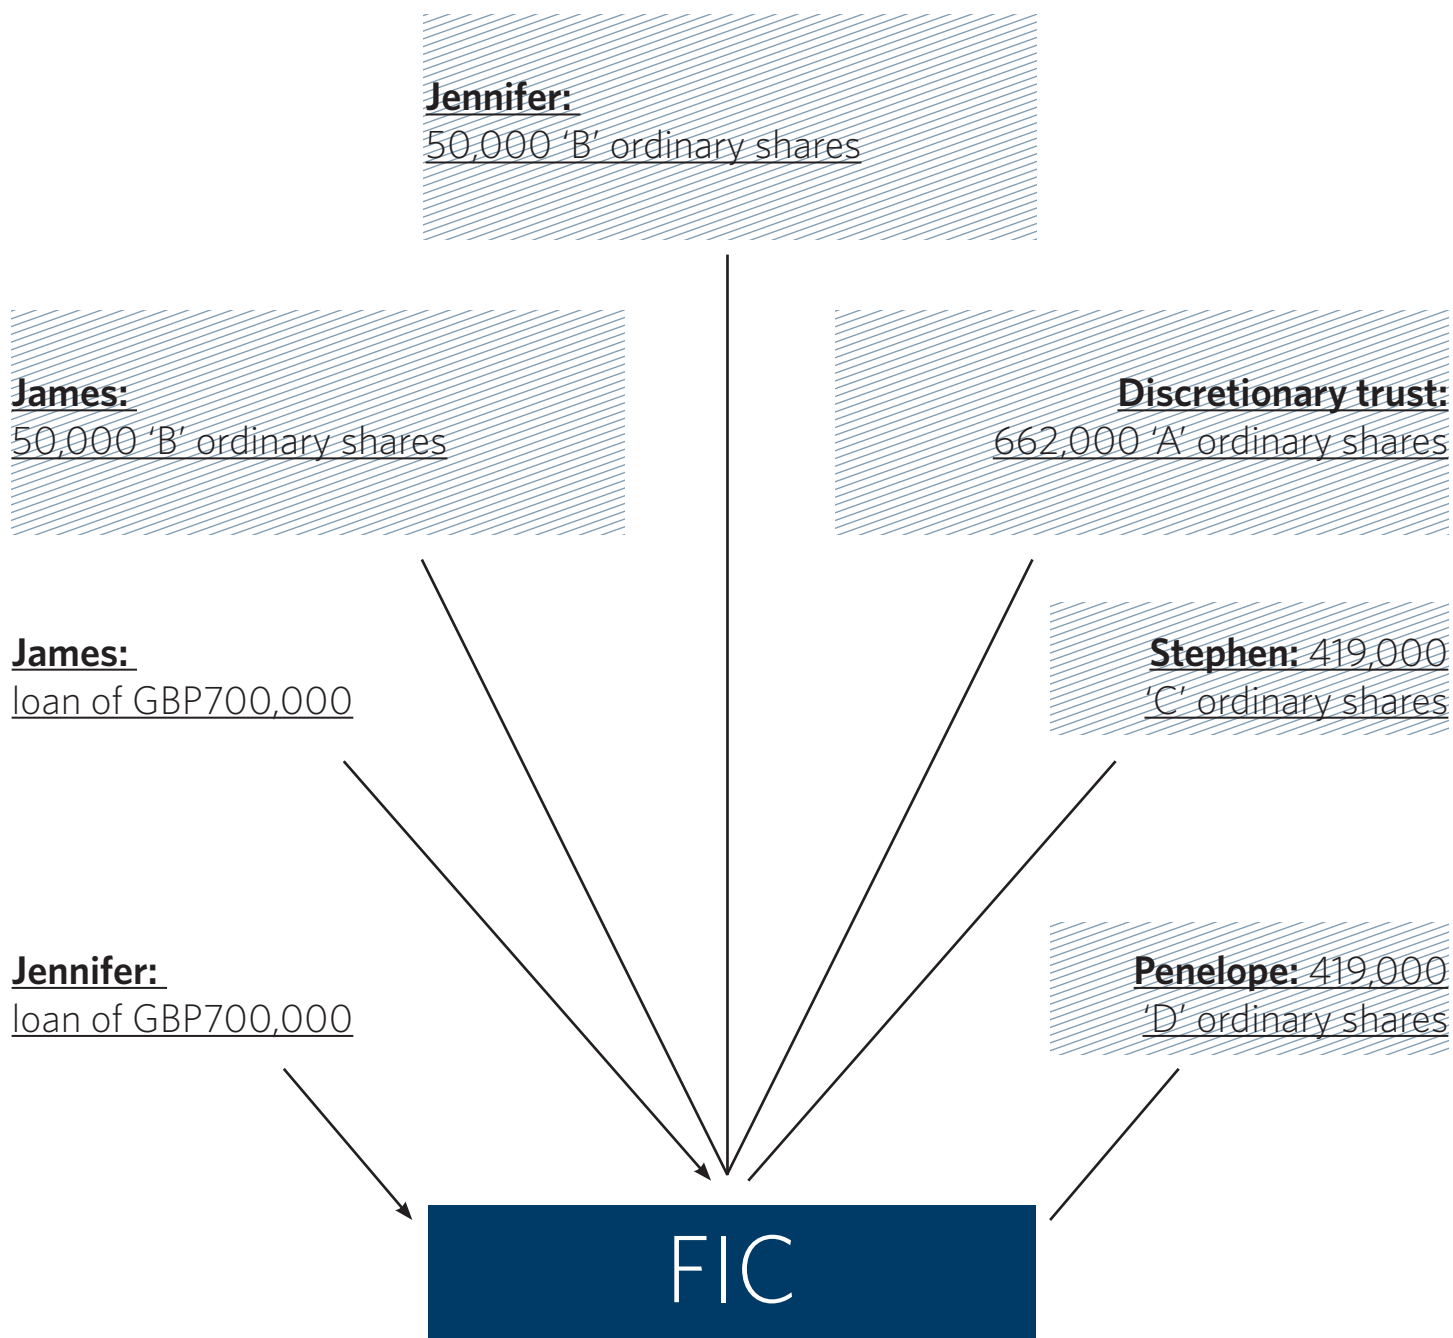 Jennifer:
50,000 ‘B’ ordinary shares
James:
50,000 ‘B’ ordinary shares
Discretionary trust:
662,000 ‘A’ ordinary shares
James:
loan of GBP700,000
Stephen: 419,000
‘C’ ordinary shares
Jennifer:
loan of GBP700,000
Penelope: 419,000
‘D’ ordinary shares
FIC